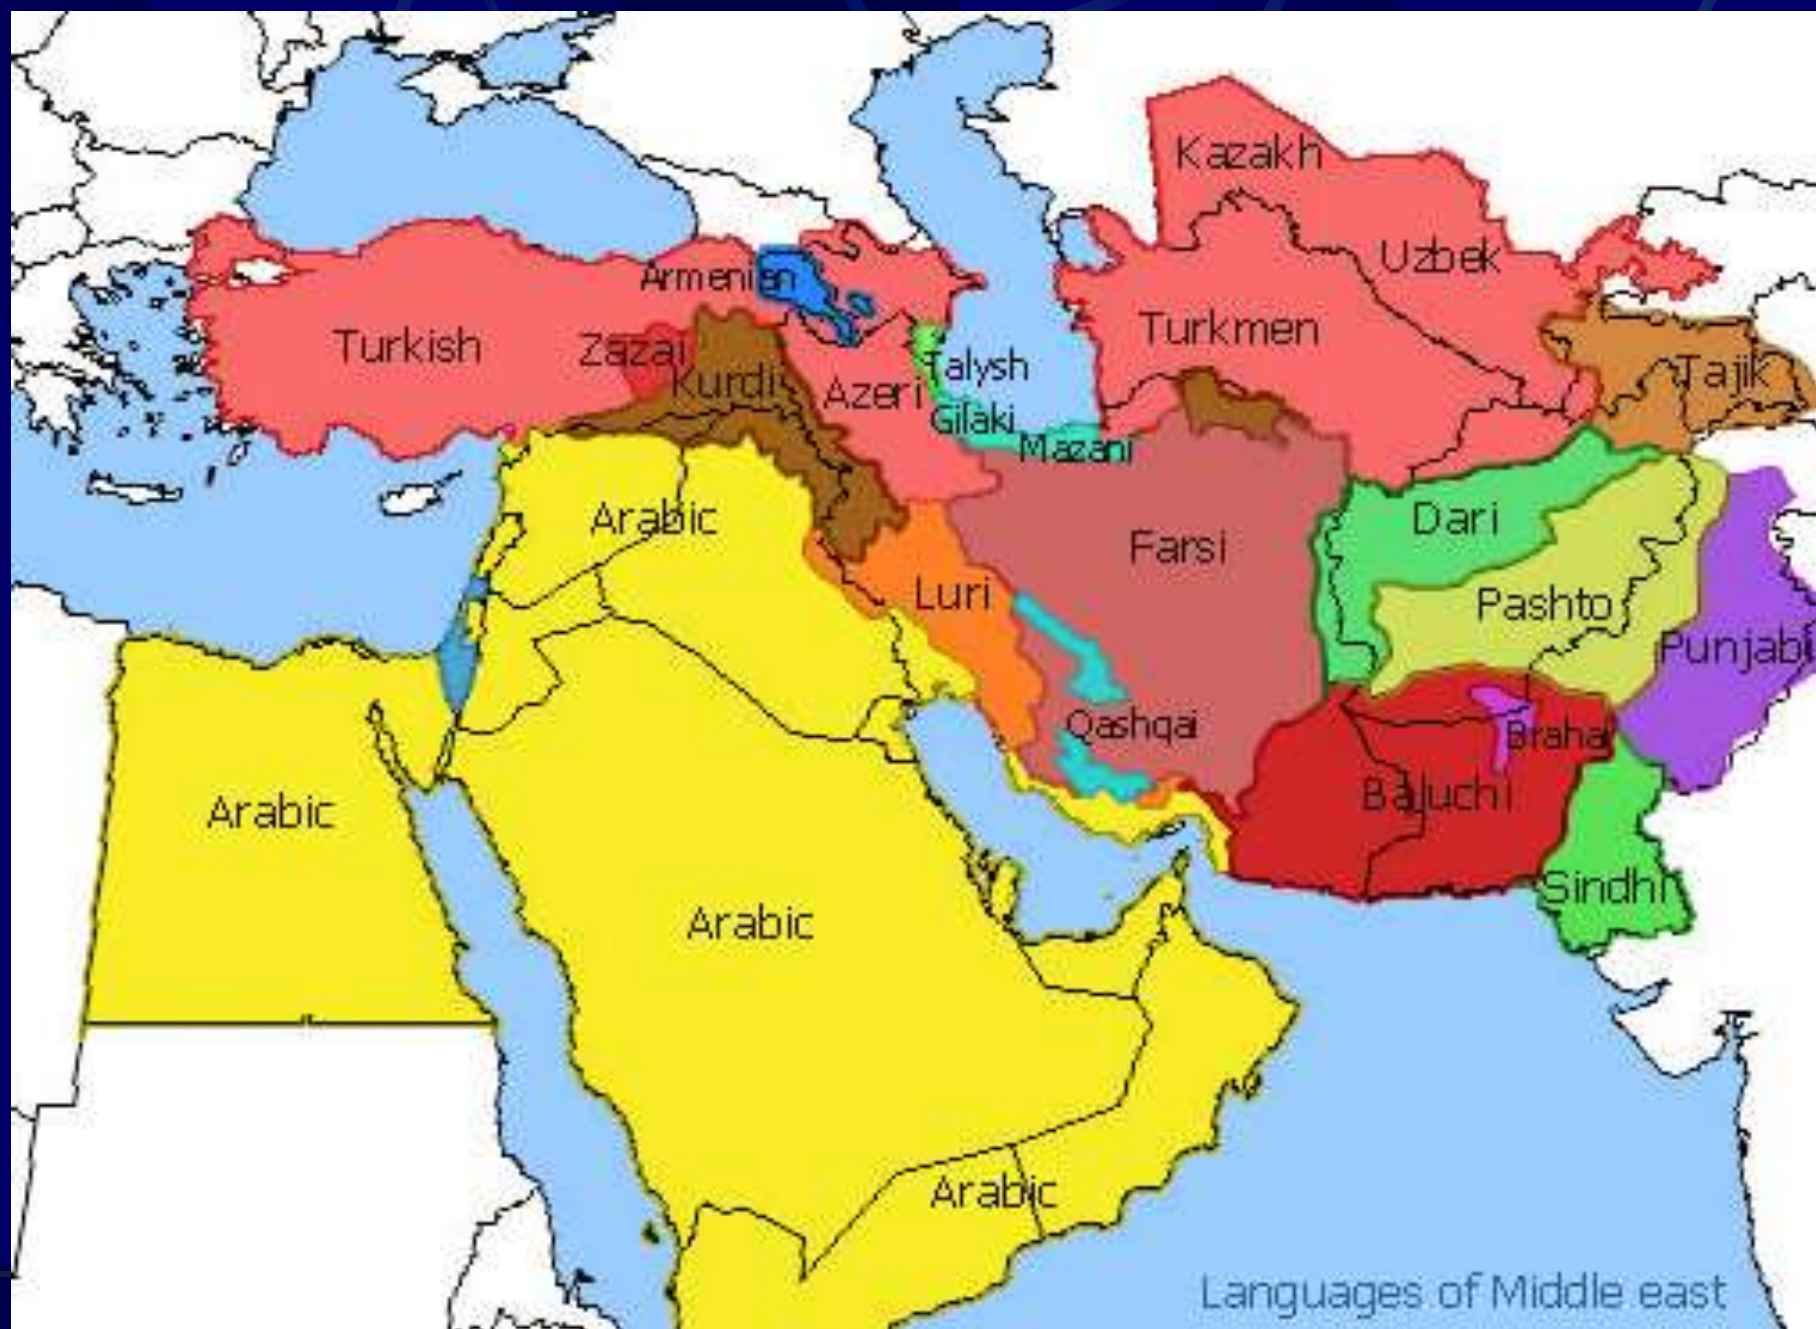 Kazakh
Uzbek
Armenian
Turkmen
Turkish
Zazai
Kurdi
Talysh
Tajik
Azeri
Gilaki
Mazani
Arabic
Dari
Farsi
Luri
Pashto
Punjabi
Qashqai
Brahai
Baluchi
Arabic
Sindhi
Arabic
Arabic
Languages of Middle east